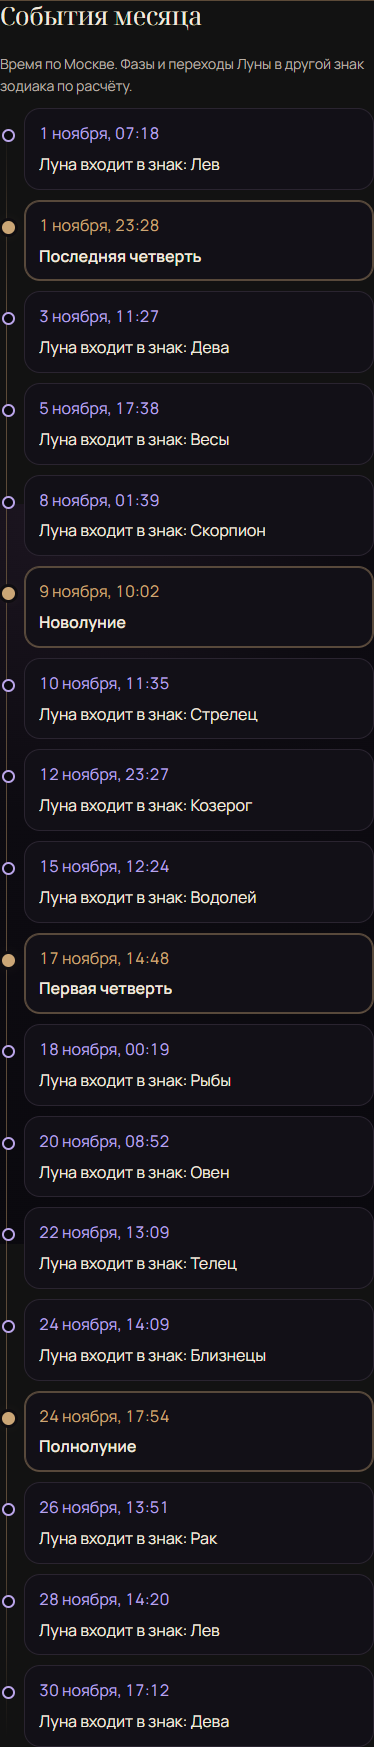 События месяца
Время по Москве. Фазы и переходы Луны в другой знак
зодиака по расчёту.
1 ноября, 07:18
Луна входит в знак: Лев
1 ноября, 23:28
Последняя четверть
3 ноября, 11:27
Луна входит в знак: Дева
5 ноября, 17:38
Луна входит в знак: Весы
8 ноября, 01:39
Луна входит в знак: Скорпион
9 ноября, 10:02
Новолуние
10 ноября, 11:35
Луна входит в знак: Стрелец
12 ноября, 23:27
Луна входит в знак: Козерог
15 ноября, 12:24
Луна входит в знак: Водолей
17 ноября, 14:48
Первая четверть
18 ноября, 00:19
Луна входит в знак: Рыбы
20 ноября, 08:52
Луна входит в знак: Овен
22 ноября, 13:09
Луна входит в знак: Телец
24 ноября, 14:09
Луна входит в знак: Близнецы
24 ноября, 17:54
Полнолуние
26 ноября, 13:51
Луна входит в знак: Рак
28 ноября, 14:20
Луна входит в знак: Лев
30 ноября, 17:12
Луна входит в знак: Дева